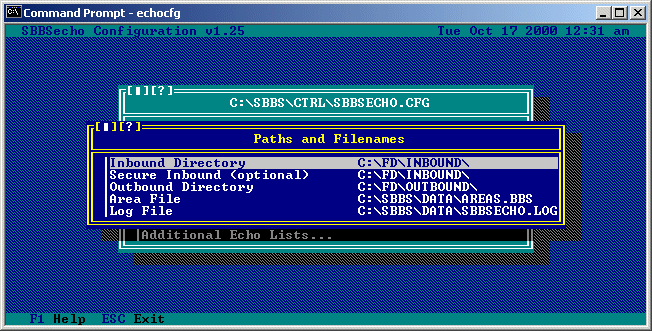 Command Prompt - echocfg
SBBSecho Configuration v1.25 Tue Oct 17 2000 12:31 am
[▮][?]
C:\SBBS\CTRL\SBBSECHO.CFG
[▮][?]
Paths and Filenames
Inbound Directory C:\FD\INBOUND\
Secure Inbound (optional) C:\FD\INBOUND\
Outbound Directory C:\FD\OUTBOUND\
Area File C:\SBBS\DATA\AREAS.BBS
Log File C:\SBBS\DATA\SBBSECHO.LOG
Additional Echo Lists...
F1 Help ESC Exit